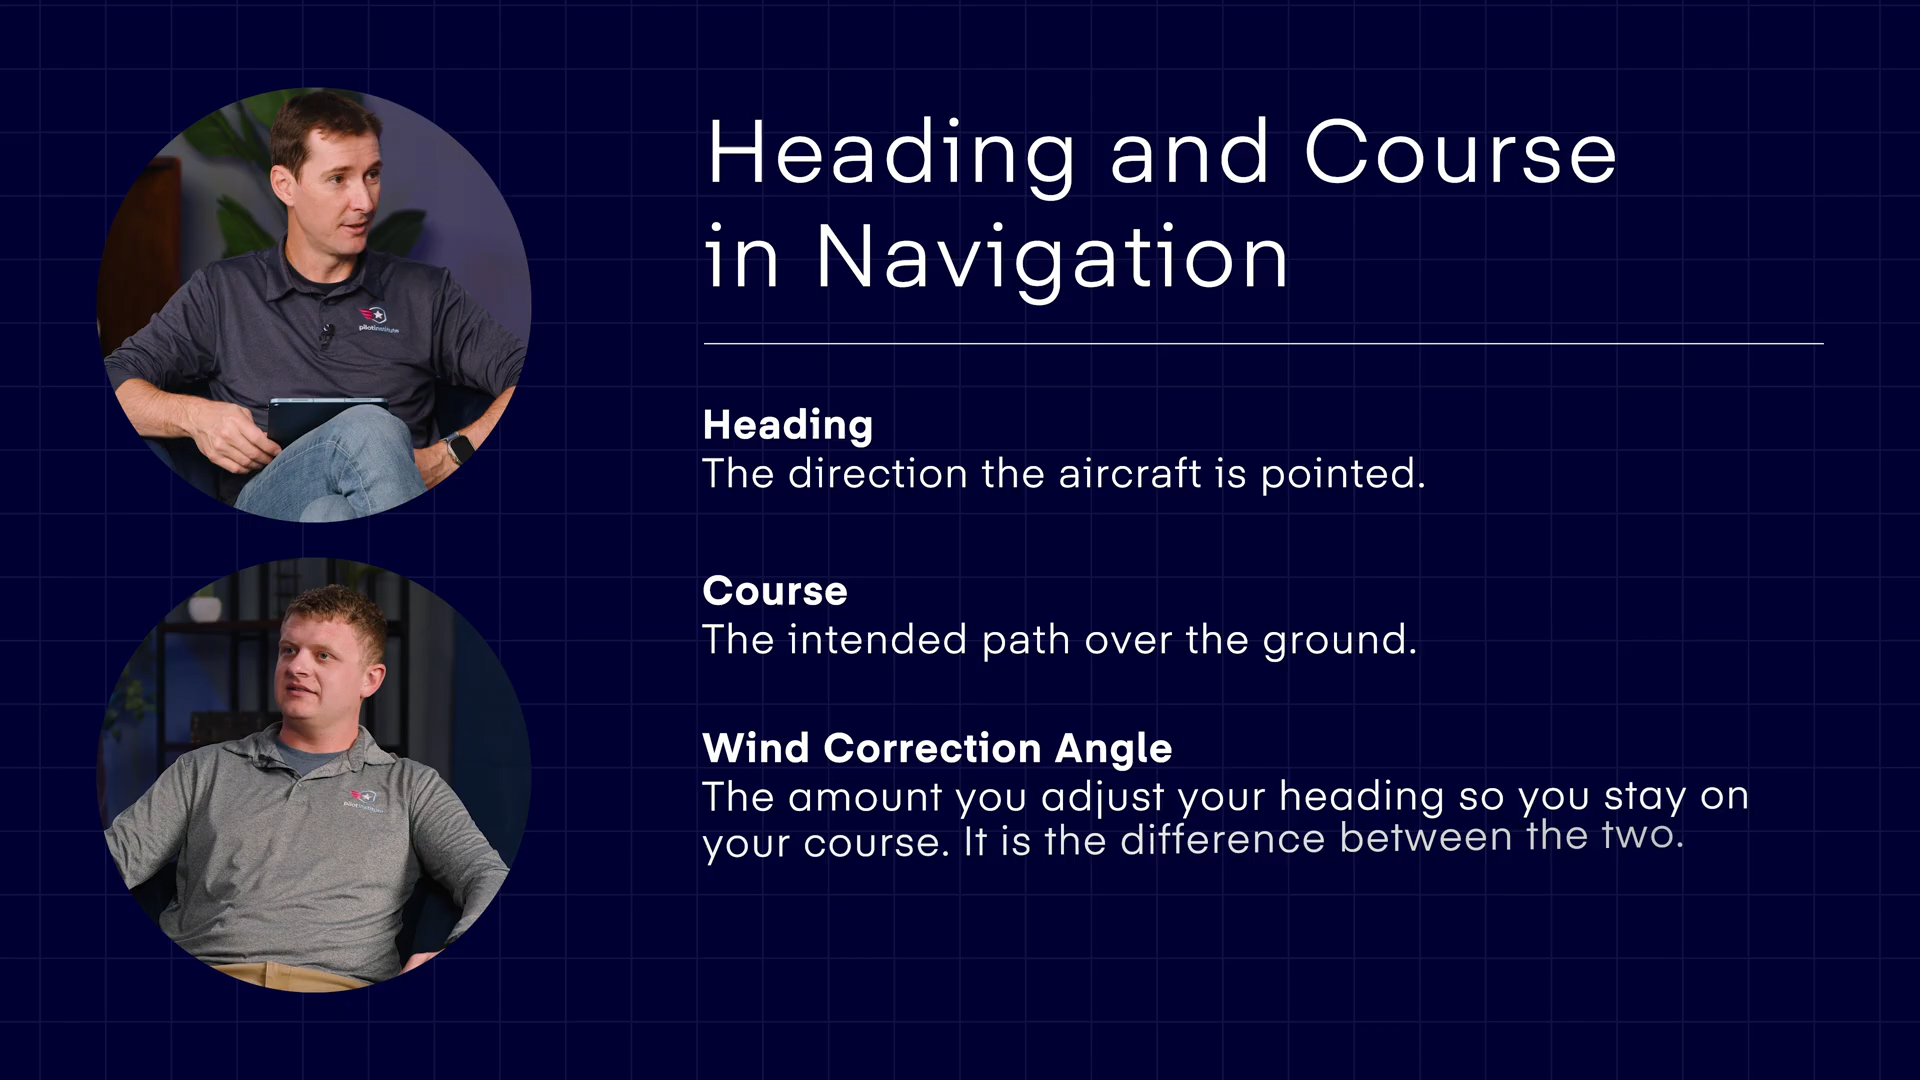 Heading and Course
in Navigation
Heading
The direction the aircraft is pointed.
Course
The intended path over the ground.
Wind Correction Angle
The amount you adjust your heading so you stay on
your course. It is the difference between the two.
pilotinstitute
pilotinstitute